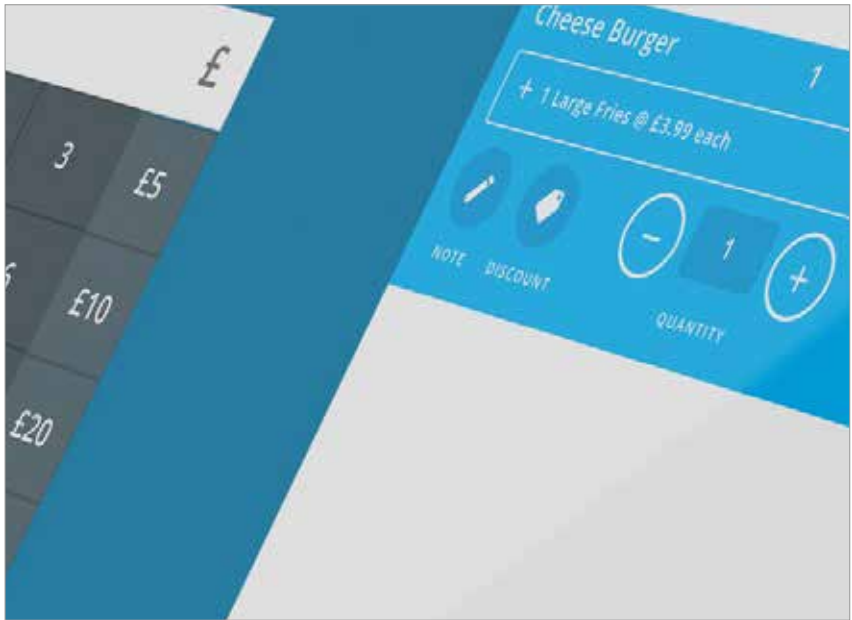 £
3
£5
£10
£20
Cheese Burger 1
+ 1 Large Fries @ £3.99 each
NOTE DISCOUNT
- 1 +
QUANTITY